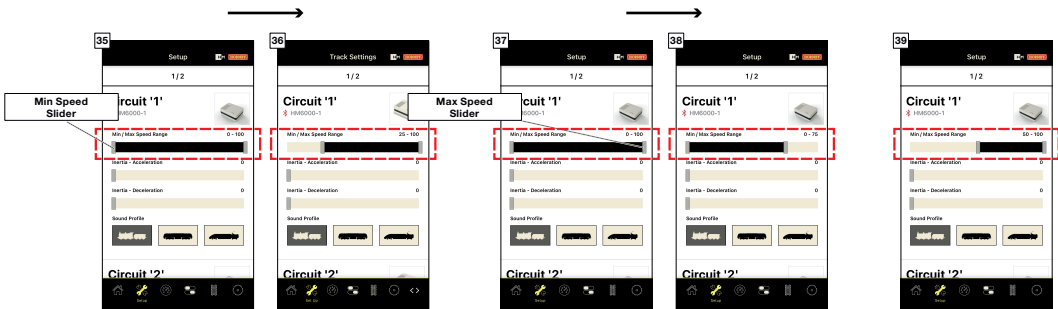 35
Setup
1 / 2
Circuit '1'
HM6000-1
Min Speed
Slider
Min / Max Speed Range
0 - 100
Inertia - Acceleration
0
Inertia - Deceleration
0
Sound Profile
Circuit '2'
Setup
36
Track Settings
1 / 2
Circuit '1'
HM6000-1
Min / Max Speed Range
25 - 100
Inertia - Acceleration
0
Inertia - Deceleration
0
Sound Profile
Circuit '2'
Set Up
37
Setup
1 / 2
rcuit '1'
HM6000-1
Max Speed
Slider
Min / Max Speed Range
0 - 100
Inertia - Acceleration
0
Inertia - Deceleration
0
Sound Profile
Circuit '2'
Setup
38
Setup
1 / 2
Circuit '1'
HM6000-1
Min / Max Speed Range
0 - 75
Inertia - Acceleration
0
Inertia - Deceleration
0
Sound Profile
Circuit '2'
Setup
39
Setup
1 / 2
Circuit '1'
HM6000-1
Min / Max Speed Range
50 - 100
Inertia - Acceleration
0
Inertia - Deceleration
0
Sound Profile
Circuit '2'
Setup